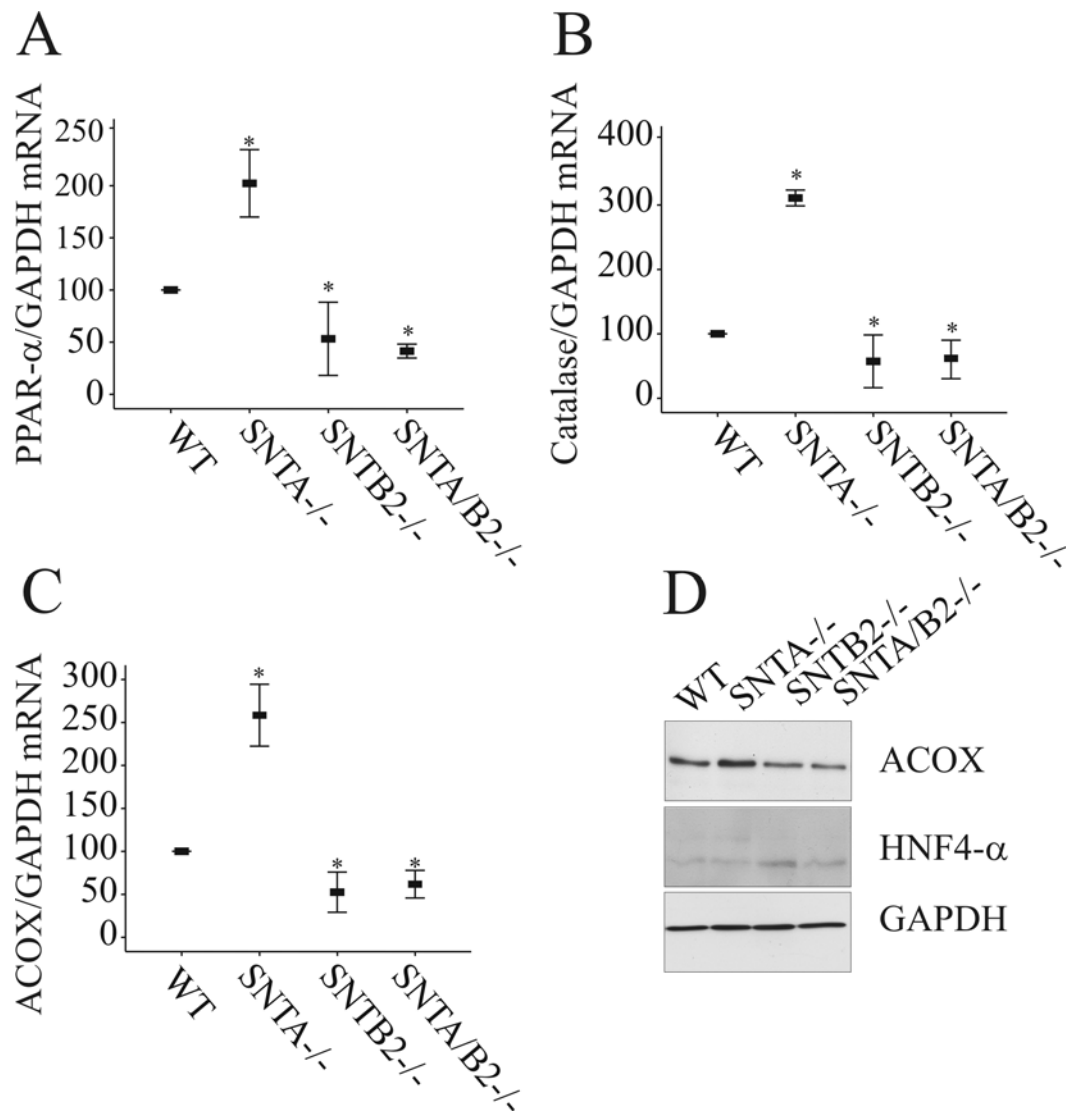 A
PPAR-α/GAPDH mRNA
250
200
150
100
50
0
*
*
*
WT
SNTA-/-
SNTB2-/-
SNTA/B2-/-
B
Catalase/GAPDH mRNA
400
300
200
100
0
*
*
*
WT
SNTA-/-
SNTB2-/-
SNTA/B2-/-
C
ACOX/GAPDH mRNA
300
250
200
150
100
50
0
*
*
*
WT
SNTA-/-
SNTB2-/-
SNTA/B2-/-
D
WT
SNTA-/-
SNTB2-/-
SNTA/B2-/-
ACOX
HNF4-α
GAPDH